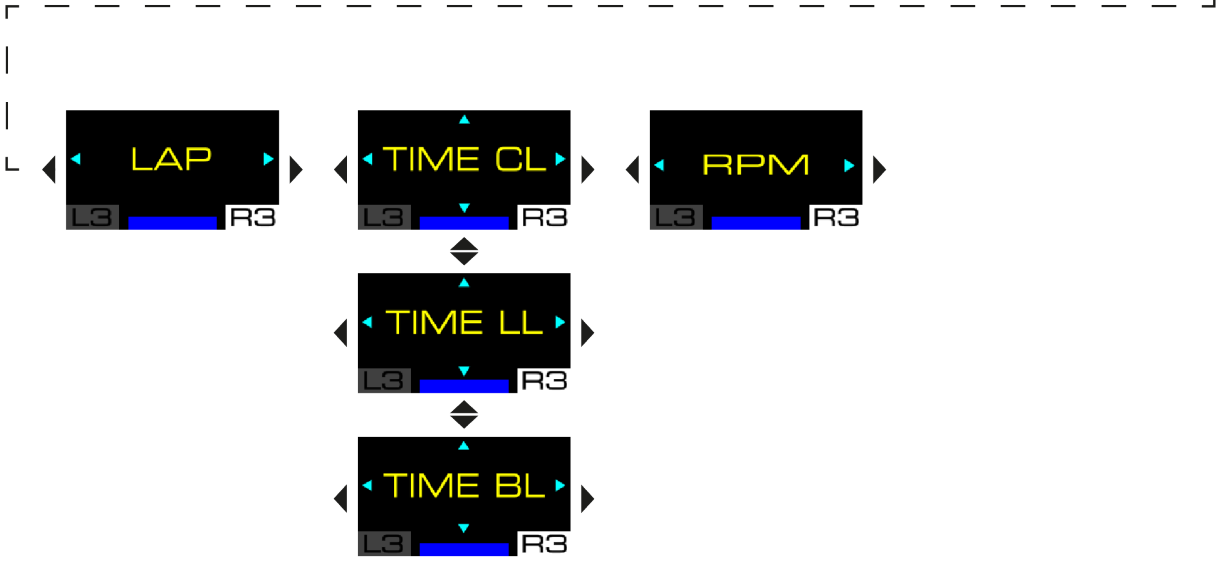 LAP
L3 R3
TIME CL
L3 R3
RPM
L3 R3
TIME LL
L3 R3
TIME BL
L3 R3